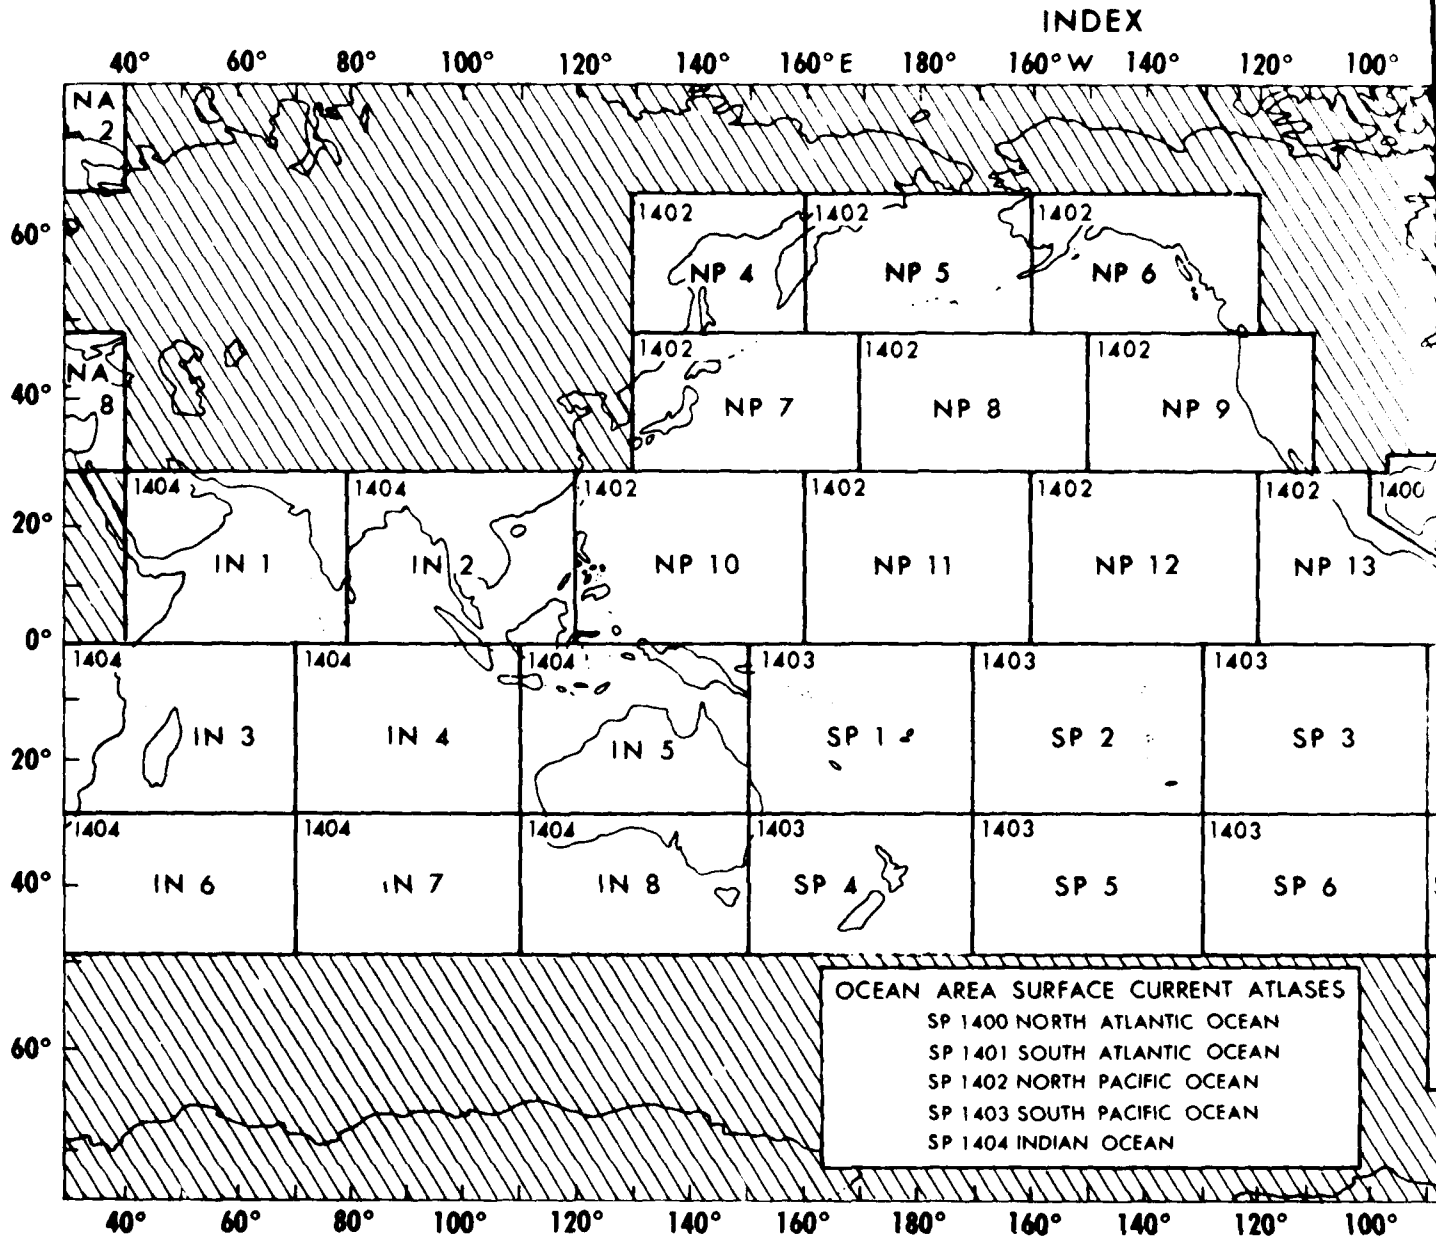 INDEX
40° 60° 80° 100° 120° 140° 160° E 180° 160° W 140° 120° 100°
NA
2
60°
1402 1402 1402
NP 4 NP 5 NP 6
1402 1402 1402
NA
8
40°
NP 7 NP 8 NP 9
1404 1404 1402 1402 1402 1402 1400
20°
IN 1 IN 2 NP 10 NP 11 NP 12 NP 13
0°
1404 1404 1404 1403 1403 1403
IN 3 IN 4 IN 5 SP 1 SP 2 SP 3
20°
1404 1404 1404 1403 1403 1403
40°
IN 6 IN 7 IN 8 SP 4 SP 5 SP 6
OCEAN AREA SURFACE CURRENT ATLASES
SP 1400 NORTH ATLANTIC OCEAN
SP 1401 SOUTH ATLANTIC OCEAN
60°
SP 1402 NORTH PACIFIC OCEAN
SP 1403 SOUTH PACIFIC OCEAN
SP 1404 INDIAN OCEAN
40° 60° 80° 100° 120° 140° 160° 180° 160° 140° 120° 100°